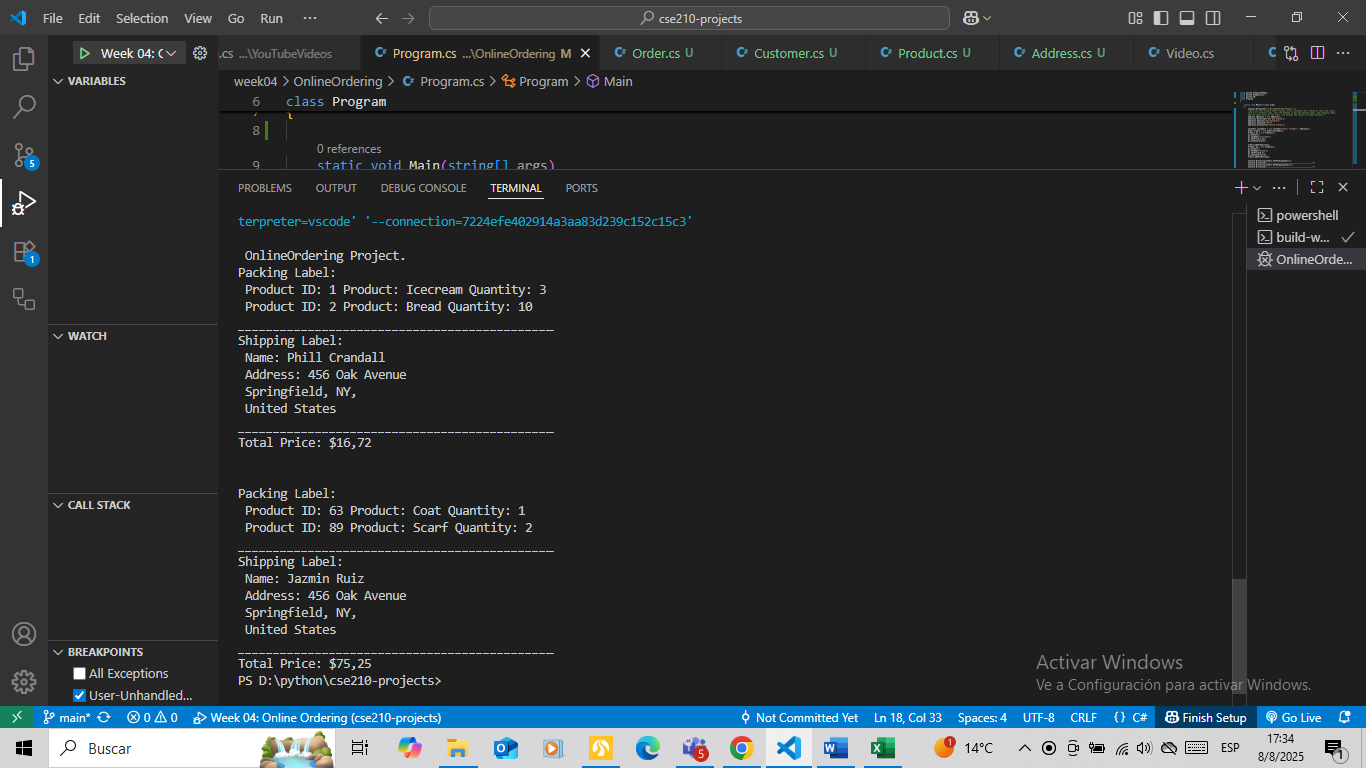 File Edit Selection View Go Run ···
cse210-projects
Week 04: C
.cs ...\YouTubeVideos
Program.cs ...\OnlineOrdering M
Order.cs U
Customer.cs U
Product.cs U
Address.cs U
Video.cs
VARIABLES
week04 > OnlineOrdering > Program.cs > Program > Main
6 class Program
7 {
8
0 references
9 static void Main(string[] args)
PROBLEMS OUTPUT DEBUG CONSOLE TERMINAL PORTS
powershell
build-w...
OnlineOrde...
terpreter=vscode' '--connection=7224efe402914a3aa83d239c152c15c3'
OnlineOrdering Project.
Packing Label:
Product ID: 1 Product: Icecream Quantity: 3
Product ID: 2 Product: Bread Quantity: 10
_____________________________________________
Shipping Label:
Name: Phill Crandall
Address: 456 Oak Avenue
Springfield, NY,
United States
_____________________________________________
Total Price: $16,72
Packing Label:
Product ID: 63 Product: Coat Quantity: 1
Product ID: 89 Product: Scarf Quantity: 2
_____________________________________________
Shipping Label:
Name: Jazmin Ruiz
Address: 456 Oak Avenue
Springfield, NY,
United States
_____________________________________________
Total Price: $75,25
PS D:\python\cse210-projects>
WATCH
CALL STACK
BREAKPOINTS
All Exceptions
User-Unhandled...
5
1
Activar Windows
Ve a Configuración para activar Windows.
main* 0 0 Week 04: Online Ordering (cse210-projects)
Not Committed Yet Ln 18, Col 33 Spaces: 4 UTF-8 CRLF {} C# Finish Setup Go Live
Buscar
5
1
14°C
ESP
17:34
8/8/2025
1